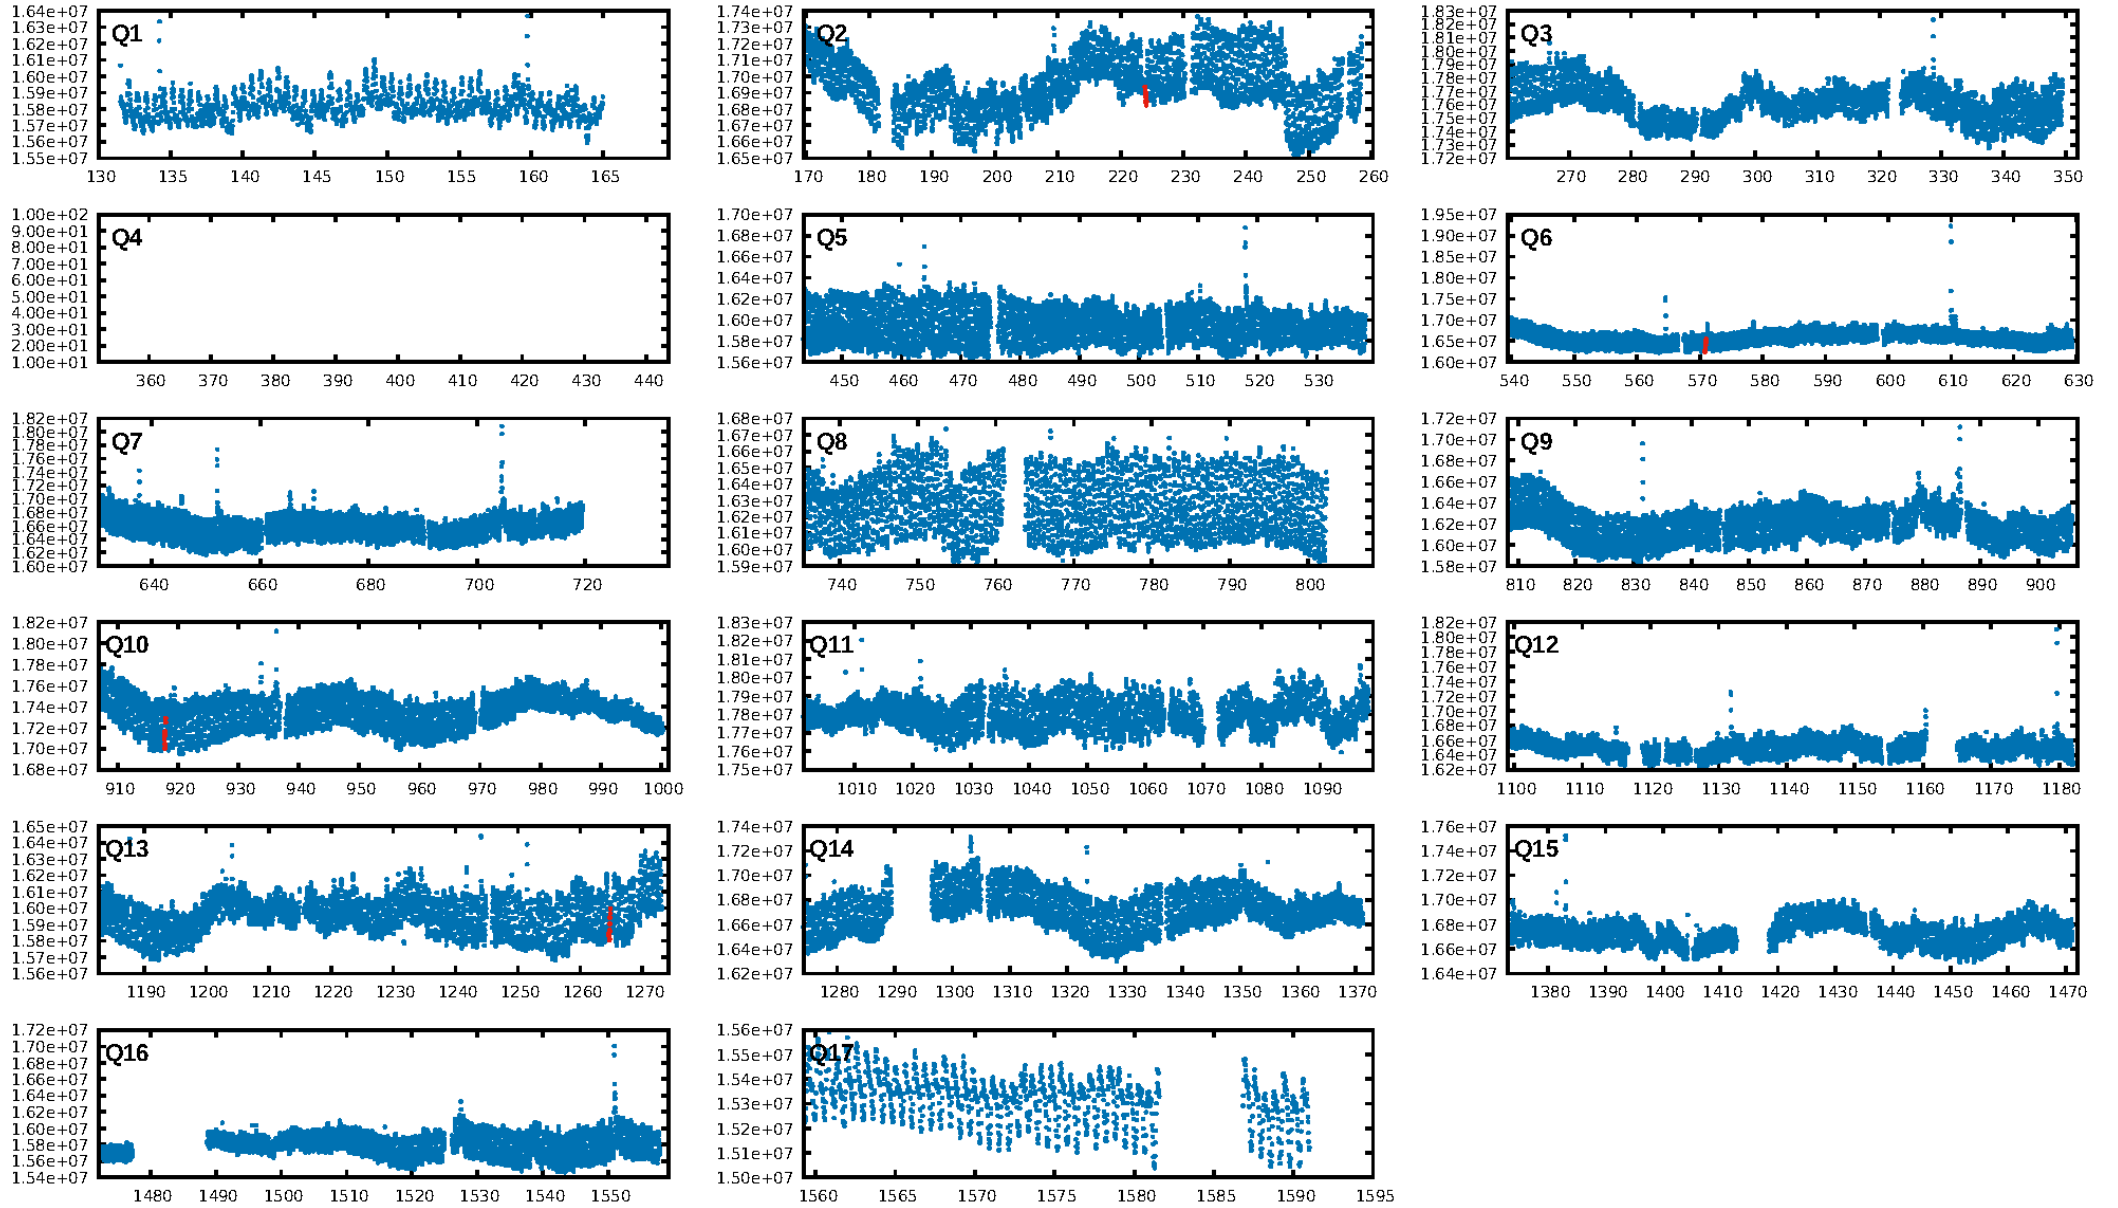 1.64e+07
1.63e+07
1.62e+07
1.61e+07
1.60e+07
1.59e+07
1.58e+07
1.57e+07
1.56e+07
1.55e+07
Q1
130 135 140 145 150 155 160 165
1.74e+07
1.73e+07
1.72e+07
1.71e+07
1.70e+07
1.69e+07
1.68e+07
1.67e+07
1.66e+07
1.65e+07
Q2
170 180 190 200 210 220 230 240 250 260
1.83e+07
1.82e+07
1.81e+07
1.80e+07
1.79e+07
1.78e+07
1.77e+07
1.76e+07
1.75e+07
1.74e+07
1.73e+07
1.72e+07
Q3
270 280 290 300 310 320 330 340 350
1.00e+02
9.00e+01
8.00e+01
7.00e+01
6.00e+01
5.00e+01
4.00e+01
3.00e+01
2.00e+01
1.00e+01
Q4
360 370 380 390 400 410 420 430 440
1.70e+07
1.68e+07
1.66e+07
1.64e+07
1.62e+07
1.60e+07
1.58e+07
1.56e+07
Q5
450 460 470 480 490 500 510 520 530
1.95e+07
1.90e+07
1.85e+07
1.80e+07
1.75e+07
1.70e+07
1.65e+07
1.60e+07
Q6
540 550 560 570 580 590 600 610 620 630
1.82e+07
1.80e+07
1.78e+07
1.76e+07
1.74e+07
1.72e+07
1.70e+07
1.68e+07
1.66e+07
1.64e+07
1.62e+07
1.60e+07
Q7
640 660 680 700 720
1.68e+07
1.67e+07
1.66e+07
1.65e+07
1.64e+07
1.63e+07
1.62e+07
1.61e+07
1.60e+07
1.59e+07
Q8
740 750 760 770 780 790 800
1.72e+07
1.70e+07
1.68e+07
1.66e+07
1.64e+07
1.62e+07
1.60e+07
1.58e+07
Q9
810 820 830 840 850 860 870 880 890 900
1.82e+07
1.80e+07
1.78e+07
1.76e+07
1.74e+07
1.72e+07
1.70e+07
1.68e+07
Q10
910 920 930 940 950 960 970 980 990 1000
1.83e+07
1.82e+07
1.81e+07
1.80e+07
1.79e+07
1.78e+07
1.77e+07
1.76e+07
1.75e+07
Q11
1010 1020 1030 1040 1050 1060 1070 1080 1090
1.82e+07
1.80e+07
1.78e+07
1.76e+07
1.74e+07
1.72e+07
1.70e+07
1.68e+07
1.66e+07
1.64e+07
1.62e+07
Q12
1100 1110 1120 1130 1140 1150 1160 1170 1180
1.65e+07
1.64e+07
1.63e+07
1.62e+07
1.61e+07
1.60e+07
1.59e+07
1.58e+07
1.57e+07
1.56e+07
Q13
1190 1200 1210 1220 1230 1240 1250 1260 1270
1.74e+07
1.72e+07
1.70e+07
1.68e+07
1.66e+07
1.64e+07
1.62e+07
Q14
1280 1290 1300 1310 1320 1330 1340 1350 1360 1370
1.76e+07
1.74e+07
1.72e+07
1.70e+07
1.68e+07
1.66e+07
1.64e+07
Q15
1380 1390 1400 1410 1420 1430 1440 1450 1460 1470
1.72e+07
1.70e+07
1.68e+07
1.66e+07
1.64e+07
1.62e+07
1.60e+07
1.58e+07
1.56e+07
1.54e+07
Q16
1480 1490 1500 1510 1520 1530 1540 1550
1.56e+07
1.55e+07
1.54e+07
1.53e+07
1.52e+07
1.51e+07
1.50e+07
Q17
1560 1565 1570 1575 1580 1585 1590 1595